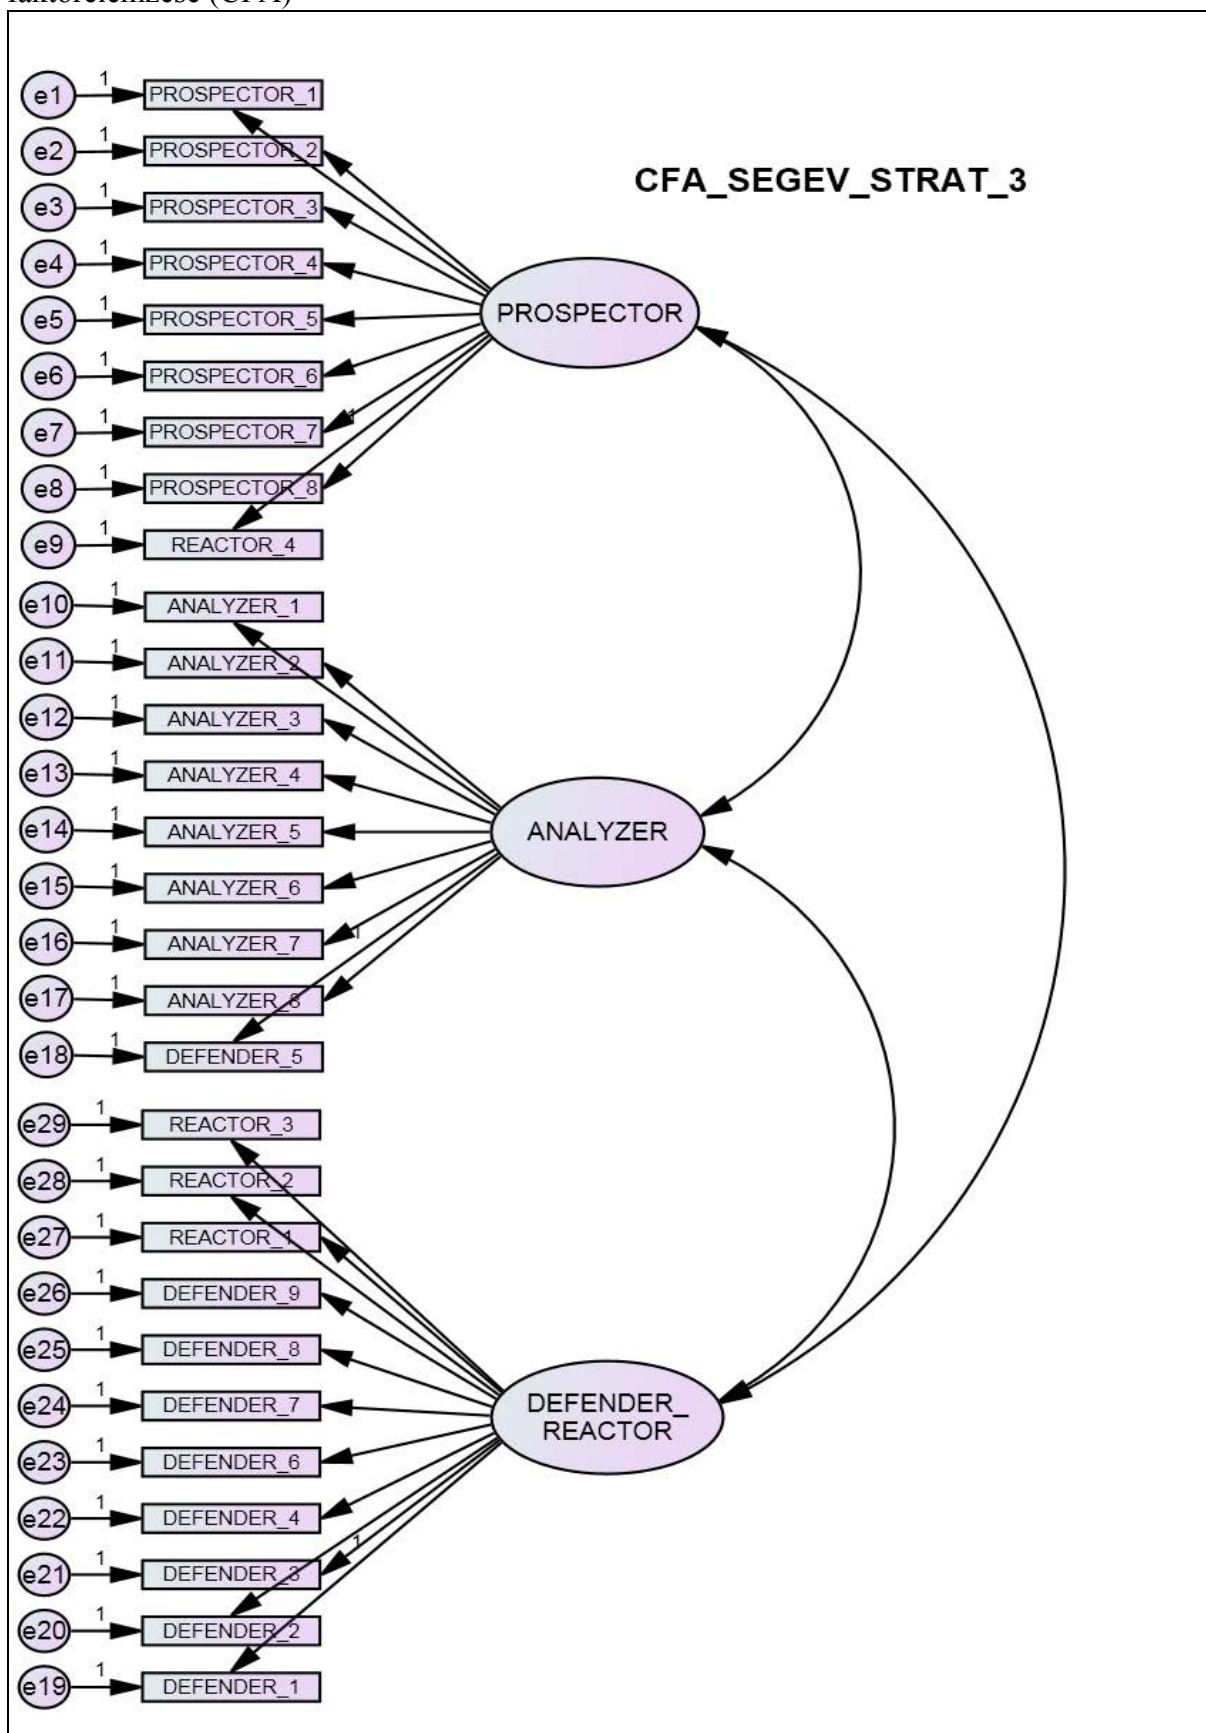 faktorelemzése (CFA)
CFA_SEGEV_STRAT_3
e1 1 PROSPECTOR_1
e2 1 PROSPECTOR_2
e3 1 PROSPECTOR_3
e4 1 PROSPECTOR_4
e5 1 PROSPECTOR_5
e6 1 PROSPECTOR_6
e7 1 PROSPECTOR_7 1
e8 1 PROSPECTOR_8
e9 1 REACTOR_4
PROSPECTOR
e10 1 ANALYZER_1
e11 1 ANALYZER_2
e12 1 ANALYZER_3
e13 1 ANALYZER_4
e14 1 ANALYZER_5
e15 1 ANALYZER_6
e16 1 ANALYZER_7 1
e17 1 ANALYZER_8
e18 1 DEFENDER_5
ANALYZER
e29 1 REACTOR_3
e28 1 REACTOR_2
e27 1 REACTOR_1
e26 1 DEFENDER_9
e25 1 DEFENDER_8
e24 1 DEFENDER_7
e23 1 DEFENDER_6
e22 1 DEFENDER_4
e21 1 DEFENDER_3 1
e20 1 DEFENDER_2
e19 1 DEFENDER_1
DEFENDER_
REACTOR